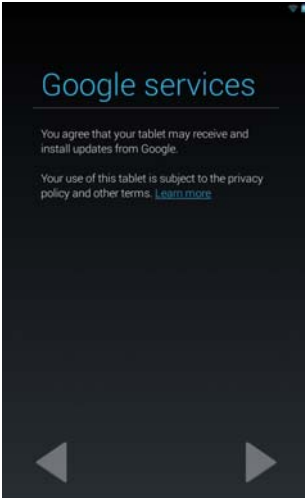 Google services
You agree that your tablet may receive and
install updates from Google.
Your use of this tablet is subject to the privacy
policy and other terms. Learn more